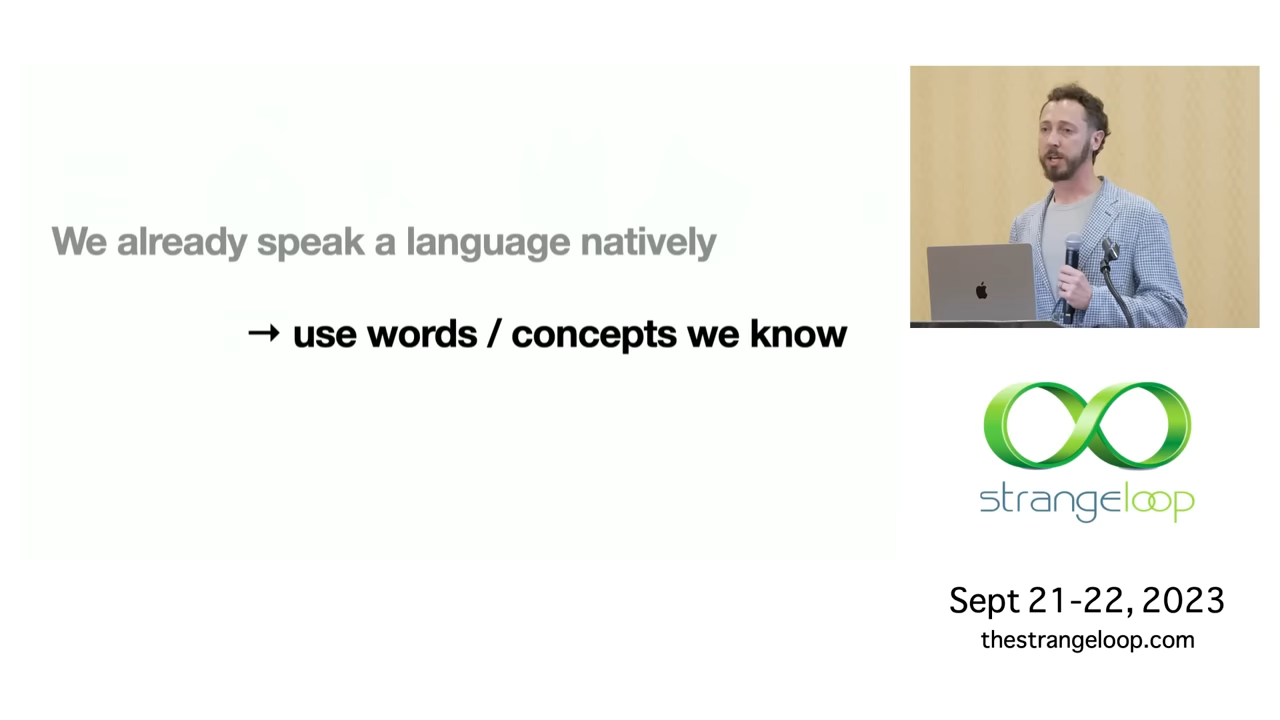 We already speak a language natively
→ use words / concepts we know
strangeloop
Sept 21-22, 2023
thestrangeloop.com